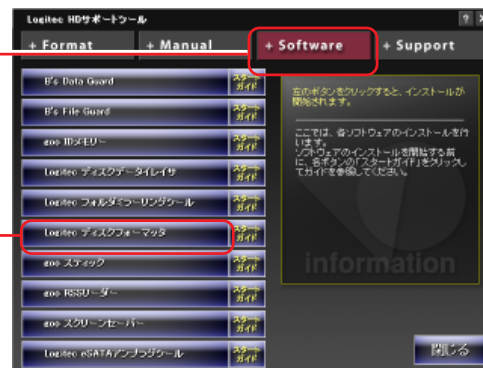 Logitec HDサポートツール
?
+ Format
+ Manual
+ Software
+ Support
B's Data Guard
スタートガイド
B's File Guard
スタートガイド
goo IDメモリー
スタートガイド
Logitec ディスクデータイレイサ
スタートガイド
Logitec フォルダミラーリングツール
スタートガイド
Logitec ディスクフォーマッタ
スタートガイド
goo スティック
スタートガイド
goo RSSリーダー
スタートガイド
goo スクリーンセーバー
スタートガイド
Logitec eSATAアンプラグツール
スタートガイド
左のボタンをクリックすると、インストールが
開始されます。
ここでは、各ソフトウェアのインストールを行
います。
ソフトウェアのインストールを開始する前
に、各ボタンの「スタートガイド」をクリックし
てガイドを参照してください。
information
閉じる